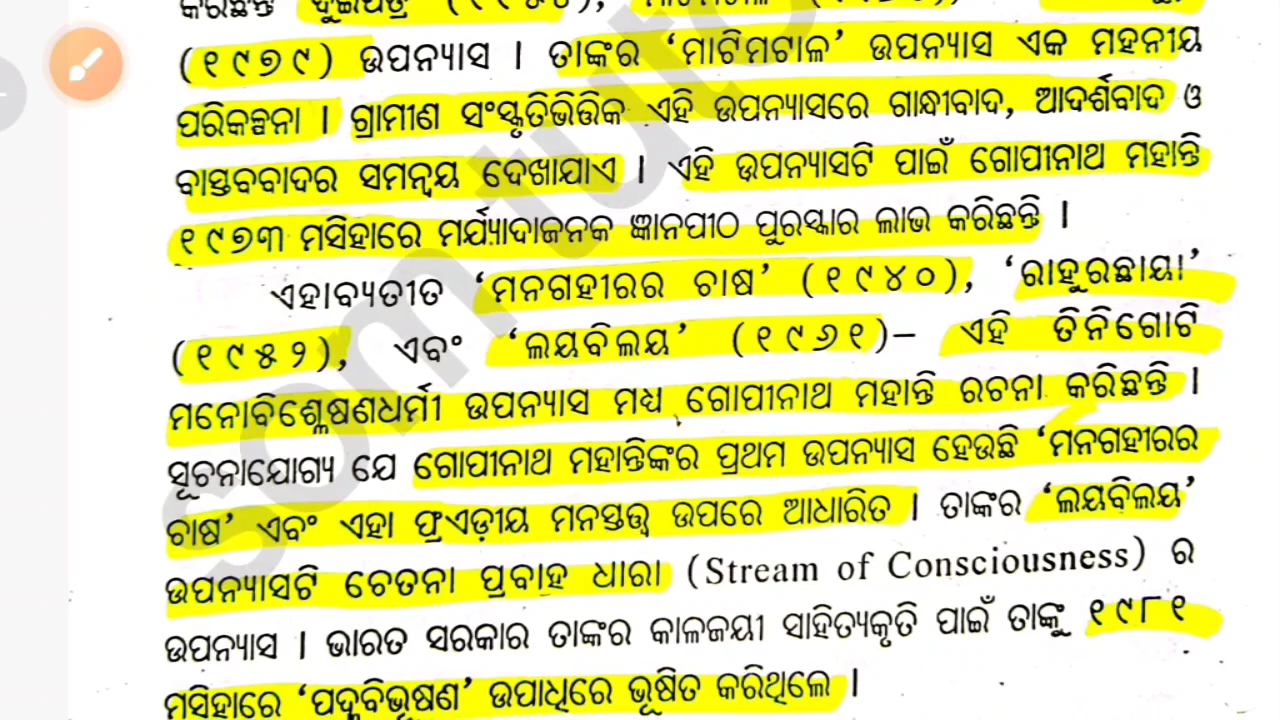 କରିଛନ୍ତି
(୧୯୭୯) ଉପନ୍ୟାସ । ତାଙ୍କର ‘ମାଟିମଟାଳ’ ଉପନ୍ୟାସ ଏକ ମହନୀୟ
ପରିକଳ୍ପନା । ଗ୍ରାମୀଣ ସଂସ୍କୃତିଭିତ୍ତିକ ଏହି ଉପନ୍ୟାସରେ ଗାନ୍ଧୀବାଦ, ଆଦର୍ଶବାଦ ଓ
ବାସ୍ତବବାଦର ସମନ୍ୱୟ ଦେଖାଯାଏ । ଏହି ଉପନ୍ୟାସଟି ପାଇଁ ଗୋପୀନାଥ ମହାନ୍ତି
୧୯୭୩ ମସିହାରେ ମର୍ଯ୍ୟାଦାଜନକ ଜ୍ଞାନପୀଠ ପୁରସ୍କାର ଲାଭ କରିଛନ୍ତି ।
ଏହାବ୍ୟତୀତ ‘ମନଗହୀରର ଚାଷ’ (୧୯୪୦), ‘ରାହୁରଛାୟା’
(୧୯୫୨), ଏବଂ ‘ଲୟବିଲୟ’ (୧୯୬୧)– ଏହି ତିନିଗୋଟି
ମନୋବିଶ୍ଳେଷଣଧର୍ମୀ ଉପନ୍ୟାସ ମଧ୍ୟ ଗୋପୀନାଥ ମହାନ୍ତି ରଚନା କରିଛନ୍ତି ।
ସୂଚନାଯୋଗ୍ୟ ଯେ ଗୋପୀନାଥ ମହାନ୍ତିଙ୍କର ପ୍ରଥମ ଉପନ୍ୟାସ ହେଉଛି ‘ମନଗହୀରର
ଚାଷ’ ଏବଂ ଏହା ଫ୍ରଏଡ଼ୀୟ ମନସ୍ତତ୍ତ୍ୱ ଉପରେ ଆଧାରିତ । ତାଙ୍କର ‘ଲୟବିଲୟ’
ଉପନ୍ୟାସଟି ଚେତନା ପ୍ରବାହ ଧାରା (Stream of Consciousness) ର
ଉପନ୍ୟାସ । ଭାରତ ସରକାର ତାଙ୍କର କାଳଜୟୀ ସାହିତ୍ୟକୃତି ପାଇଁ ତାଙ୍କୁ ୧୯୮୧
ମସିହାରେ ‘ପଦ୍ମବିଭୂଷଣ’ ଉପାଧିରେ ଭୂଷିତ କରିଥିଲେ ।